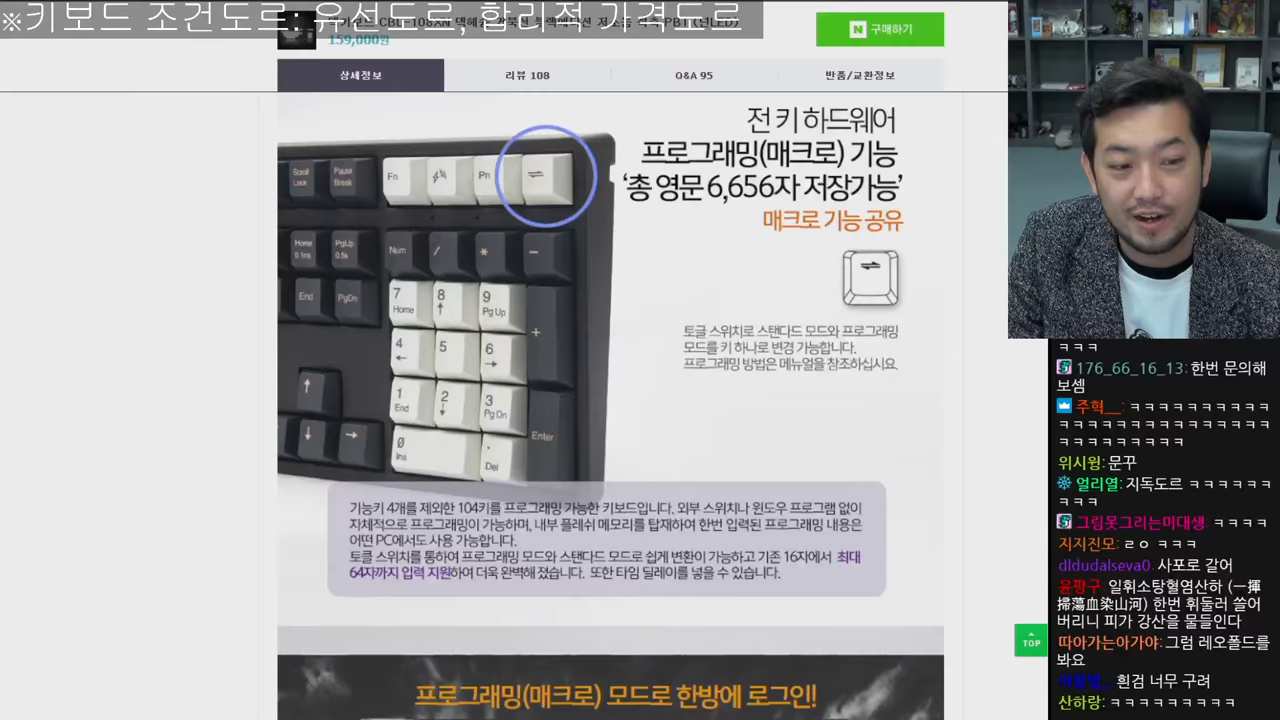 ※키보드 조건도르: 유선도르, 합리적 가격됴르
159,000원
구매하기
상세정보
리뷰 108
Q&A 95
반품/교환정보
전 키 하드웨어
프로그래밍(매크로) 기능
‘총 영문 6,656자 저장가능’
매크로 기능 공유
Scroll Lock
Pause Break
Fn
Pn
Home 0.1ms
PgUp 0.5s
Num
/
*
-
End
PgDn
7 Home
8
9 Pg Up
+
4
5
6
1 End
2
3 Pg Dn
Enter
0 Ins
. Del
토글 스위치로 스탠다드 모드와 프로그래밍
모드를 키 하나로 변경 가능합니다.
프로그래밍 방법은 메뉴얼을 참조하십시요.
기능키 4개를 제외한 104키를 프로그래밍 가능한 키보드입니다. 외부 스위치나 윈도우 프로그램 없이
자체적으로 프로그래밍이 가능하며, 내부 플레쉬 메모리를 탑재하여 한번 입력된 프로그래밍 내용은
어떤 PC에서도 사용 가능합니다.
토클 스위치를 통하여 프로그래밍 모드와 스탠다드 모드로 쉽게 변환이 가능하고 기존 16자에서 최대
64자까지 입력 지원하여 더욱 완벽해 졌습니다. 또한 타임 딜레이를 넣을 수 있습니다.
프로그래밍(매크로) 모드로 한방에 로그인!
TOP
ㅋㅋㅋ
176_66_16_13: 한번 문의해
보셈
주혁__: ㅋㅋㅋㅋㅋㅋㅋㅋㅋㅋ
ㅋㅋㅋㅋㅋㅋㅋㅋㅋㅋㅋㅋㅋㅋㅋ
ㅋㅋㅋㅋㅋㅋㅋㅋㅋ
위시윙: 문꾸
얼리열: 지독도르 ㅋㅋㅋㅋㅋㅋ
ㅋㅋㅋ
그림못그리는미대생: ㅋㅋㅋㅋ
지지진모: ㄹㅇ ㅋㅋㅋ
dldudalseva0: 사포로 갈어
윤짱구: 일휘소탕혈염산하 (一揮
掃蕩血染山河) 한번 휘둘러 쓸어
버리니 피가 강산을 물들인다
따아가는아가야: 그럼 레오폴드를
봐요
흰검 너무 구려
산하랑: ㅋㅋㅋㅋㅋㅋㅋㅋㅋ